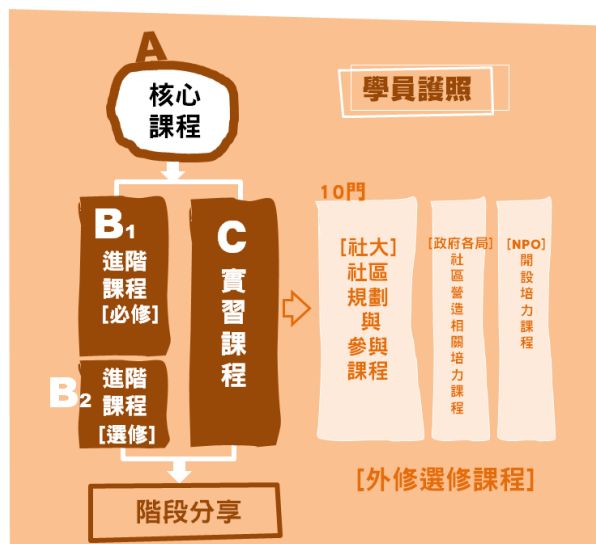 A
核心
課程
學員護照
B1
進階
課程
[必修]
B2
進階
課程
[選修]
C
實習課程
10門
[社大]
社區
規劃
與
參與
課程
[政府各局]
社區營造相關培力課程
[NPO]
開設培力課程
[外修選修課程]
階段分享